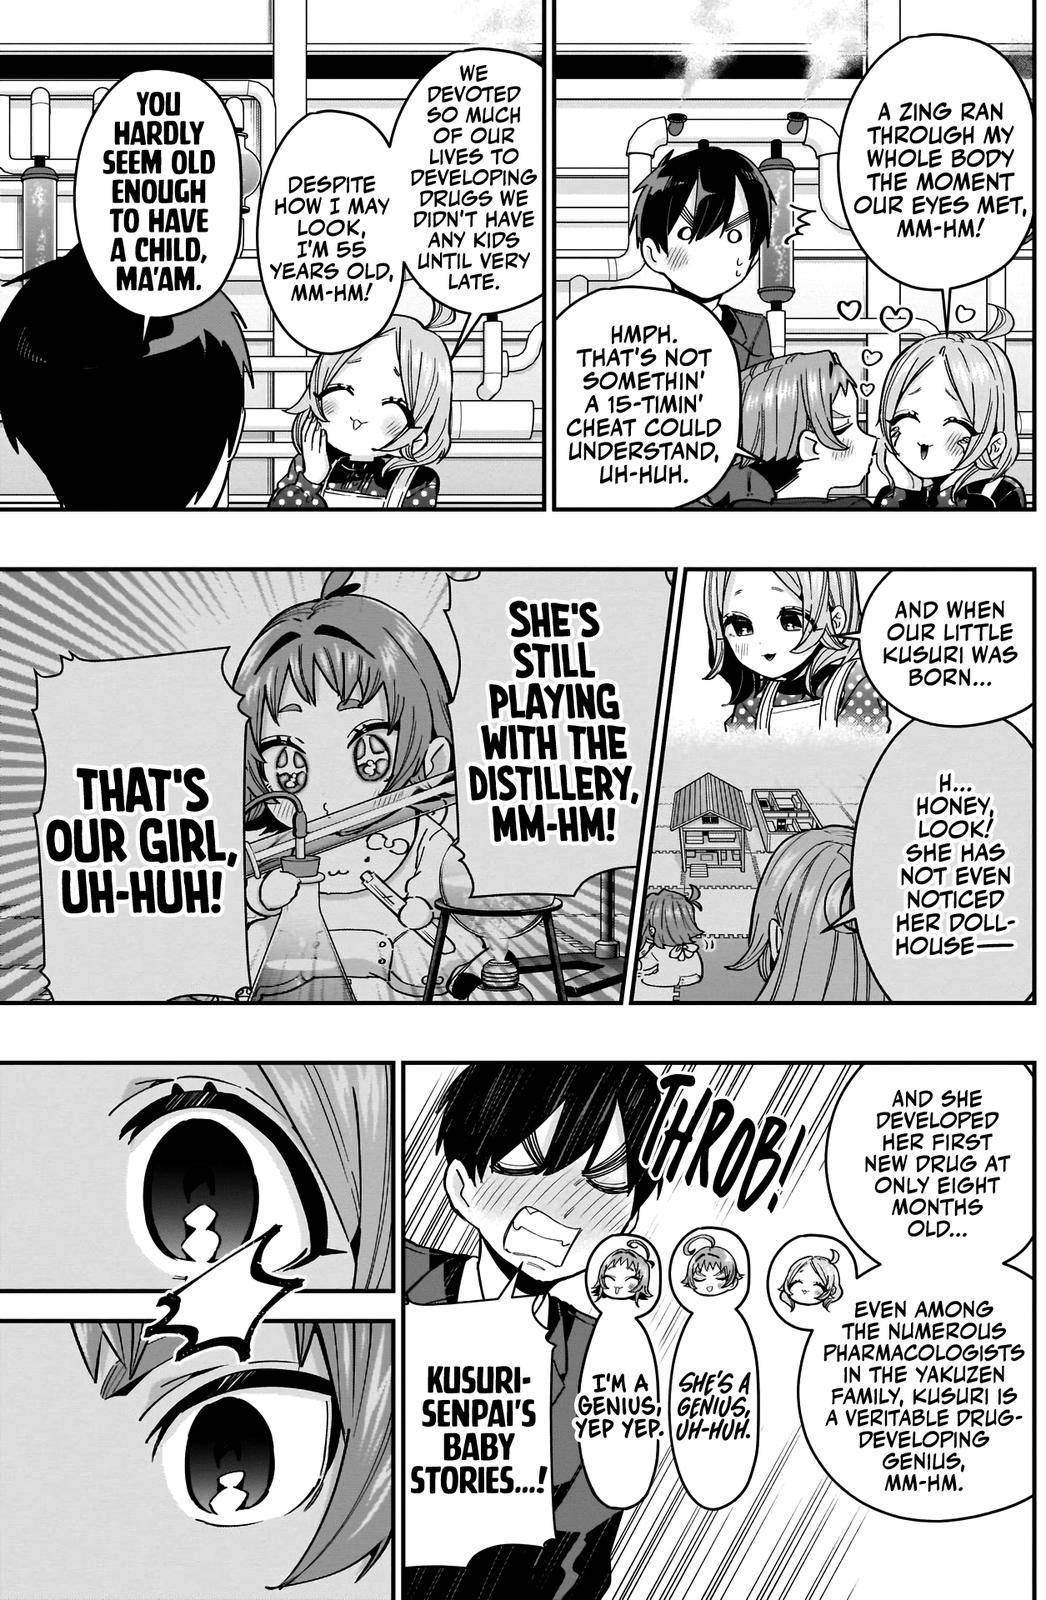 A ZING RAN
THROUGH MY
WHOLE BODY
THE MOMENT
OUR EYES MET,
MM-HM!
HMPH.
THAT'S NOT
SOMETHIN'
A 15-TIMIN'
CHEAT COULD
UNDERSTAND,
UH-HUH.
WE
DEVOTED
SO MUCH
OF OUR
LIVES TO
DEVELOPING
DRUGS WE
DIDN'T HAVE
ANY KIDS
UNTIL VERY
LATE.
DESPITE
HOW I MAY
LOOK,
I'M 55
YEARS OLD,
MM-HM!
YOU
HARDLY
SEEM OLD
ENOUGH
TO HAVE
A CHILD,
MA'AM.
AND WHEN
OUR LITTLE
KUSURI WAS
BORN...
H...
HONEY,
LOOK!
SHE HAS
NOT EVEN
NOTICED
HER DOLL-
HOUSE—
SHE'S
STILL
PLAYING
WITH THE
DISTILLERY,
MM-HM!
THAT'S
OUR GIRL,
UH-HUH!
AND SHE
DEVELOPED
HER FIRST
NEW DRUG AT
ONLY EIGHT
MONTHS
OLD...
EVEN AMONG
THE NUMEROUS
PHARMACOLOGISTS
IN THE YAKUZEN
FAMILY, KUSURI IS
A VERITABLE DRUG-
DEVELOPING
GENIUS,
MM-HM.
THROB!
SHE'S A
GENIUS,
UH-HUH.
I'M A
GENIUS,
YEP YEP.
KUSURI-
SENPAI'S
BABY
STORIES...!